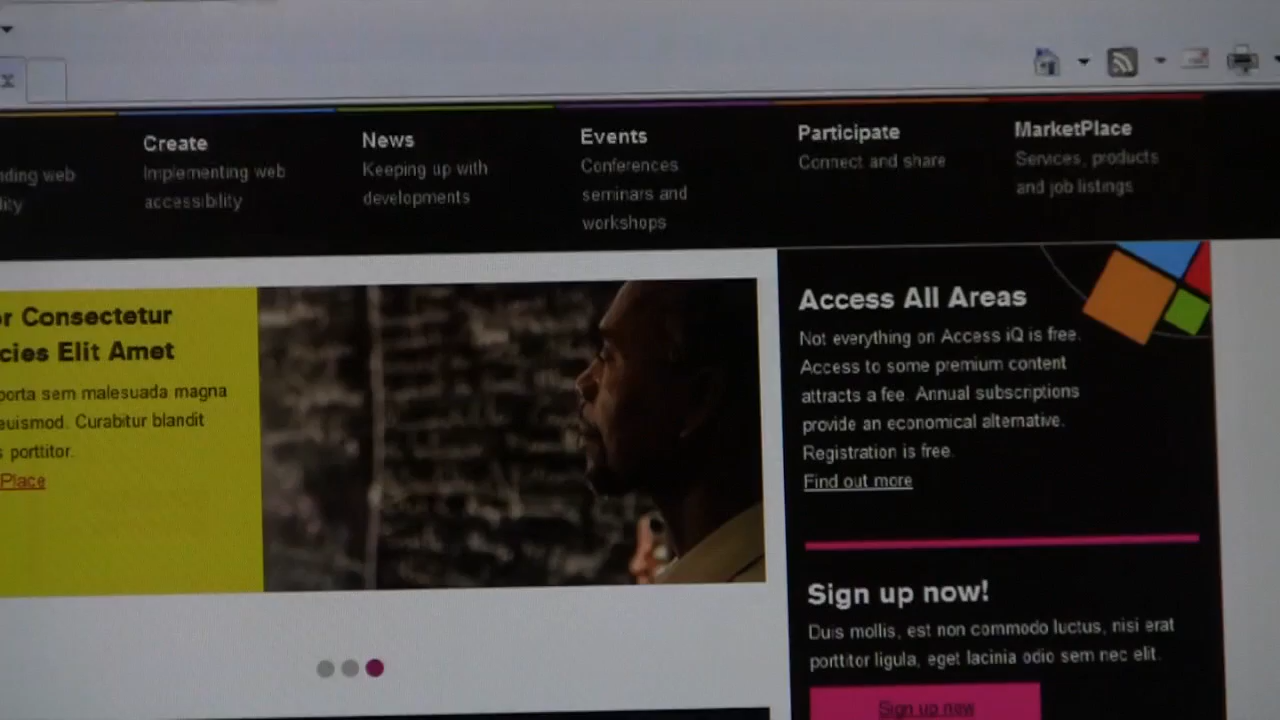 nding web
lity
Create
Implementing web
accessibility
News
Keeping up with
developments
Events
Conferences
seminars and
workshops
Participate
Connect and share
MarketPlace
Services, products
and job listings
or Consectetur
cies Elit Amet
porta sem malesuada magna
euismod. Curabitur blandit
s porttitor.
Place
Access All Areas
Not everything on Access iQ is free.
Access to some premium content
attracts a fee. Annual subscriptions
provide an economical alternative.
Registration is free.
Find out more
Sign up now!
Duis mollis, est non commodo luctus, nisi erat
porttitor ligula, eget lacinia odio sem nec elit.
Sign up now